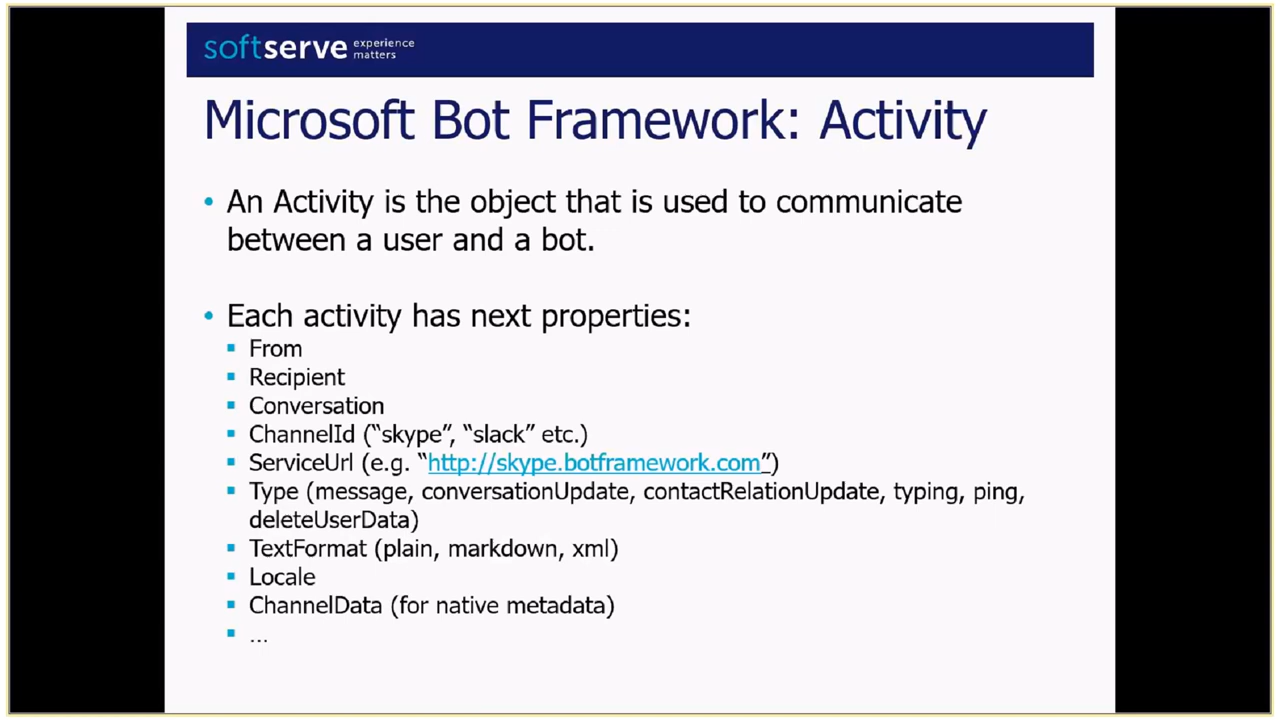 softserve experience matters
Microsoft Bot Framework: Activity
• An Activity is the object that is used to communicate
between a user and a bot.
• Each activity has next properties:
▪ From
▪ Recipient
▪ Conversation
▪ ChannelId (“skype”, “slack” etc.)
▪ ServiceUrl (e.g. “http://skype.botframework.com”)
▪ Type (message, conversationUpdate, contactRelationUpdate, typing, ping,
deleteUserData)
▪ TextFormat (plain, markdown, xml)
▪ Locale
▪ ChannelData (for native metadata)
▪ ...